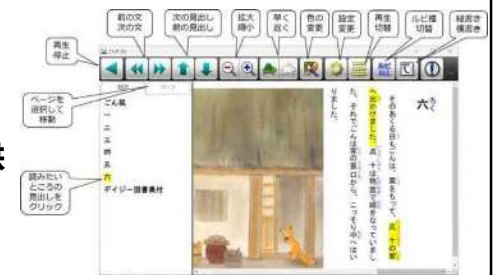 前の文
次の文
次の見出し
前の見出し
拡大
縮小
早く
遅く
色の
変更
設定
変更
再生
切替
ルビ種
切替
縦書き
横書き
再生
停止
ルビ
ALL
ページを
選択して
移動
ごん狐
一
二
三
四
五
六
デイジー図書奥付
読みたい
ところの
見出しを
クリック
六
そのあくる日もごんは、栗をもって、兵十の家
へ出かけました。兵十は物置で縄をなっていまし
た。それでごんは家の裏口から、こっそり中へはい
りました。